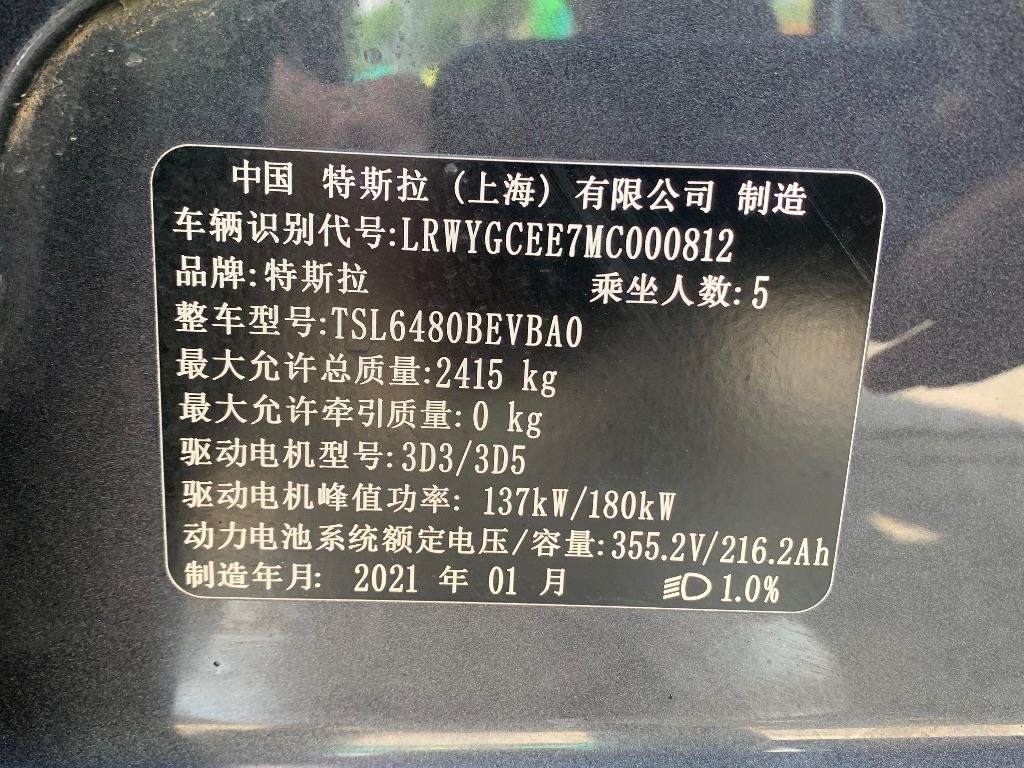 中国 特斯拉（上海）有限公司 制造
车辆识别代号:LRWYGCEE7MC000812
品牌:特斯拉 乘坐人数:5
整车型号:TSL6480BEVBA0
最大允许总质量:2415 kg
最大允许牵引质量:0 kg
驱动电机型号:3D3/3D5
驱动电机峰值功率: 137kW/180kW
动力电池系统额定电压/容量:355.2V/216.2Ah
制造年月: 2021 年 01 月 1.0%